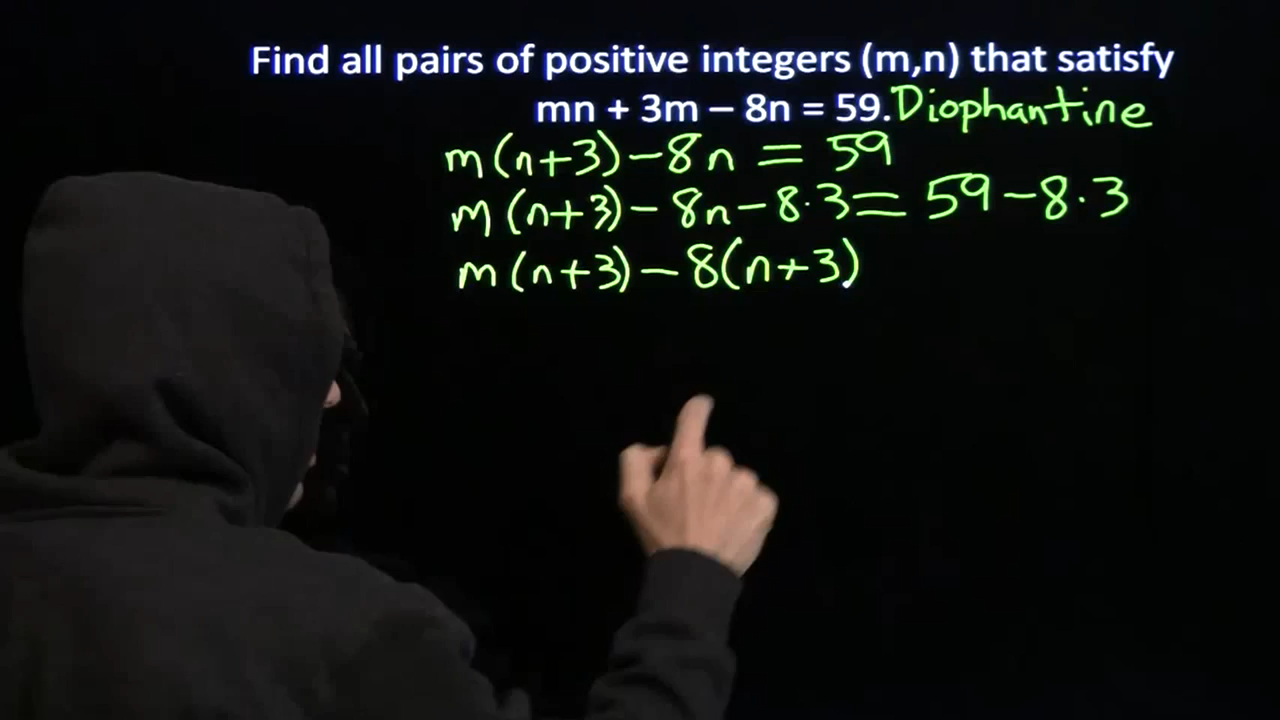 Find all pairs of positive integers (m,n) that satisfy
mn + 3m – 8n = 59. Diophantine
m(n+3)-8n = 59
m(n+3)-8n-8·3=59-8·3
m(n+3)-8(n+3)